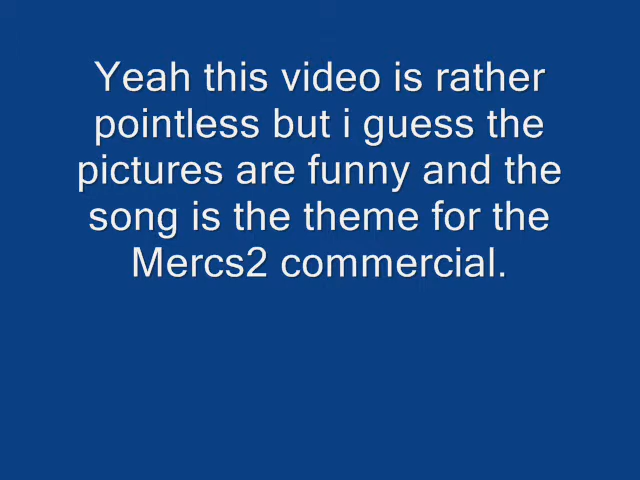 Yeah this video is rather
pointless but i guess the
pictures are funny and the
song is the theme for the
Mercs2 commercial.